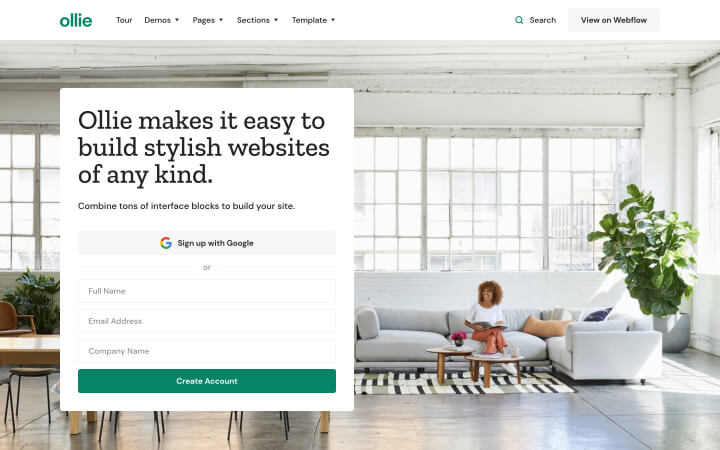 ollie
Tour
Demos
Pages
Sections
Template
Search
View on Webflow
Ollie makes it easy to
build stylish websites
of any kind.
Combine tons of interface blocks to build your site.
Sign up with Google
or
Full Name
Email Address
Company Name
Create Account